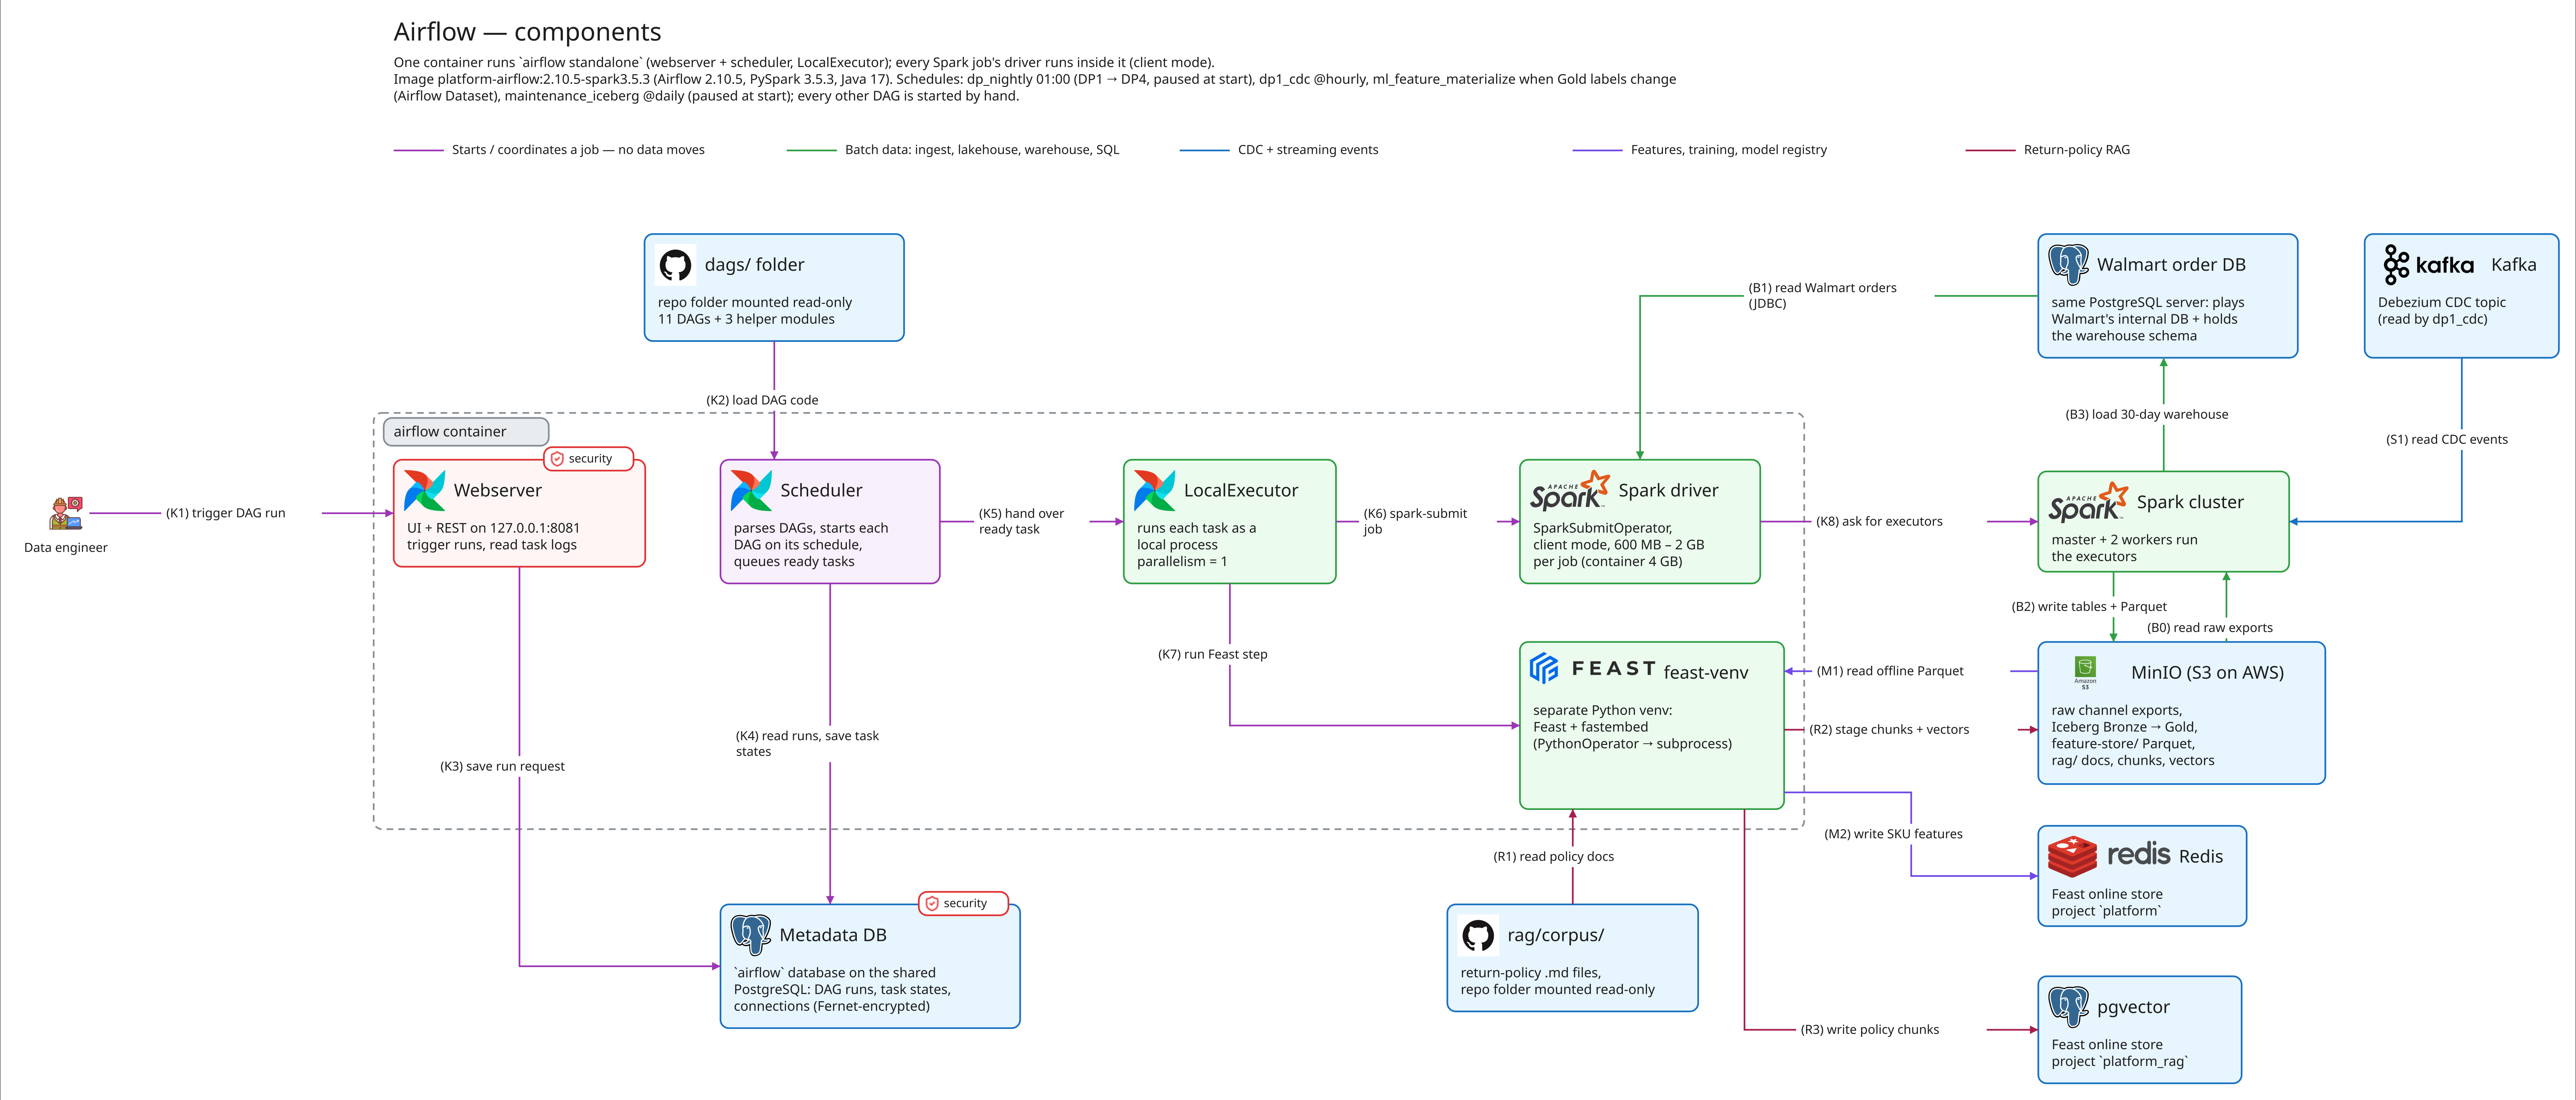 Airflow — components
One container runs `airflow standalone` (webserver + scheduler, LocalExecutor); every Spark job's driver runs inside it (client mode).
Image platform-airflow:2.10.5-spark3.5.3 (Airflow 2.10.5, PySpark 3.5.3, Java 17). Schedules: dp_nightly 01:00 (DP1 → DP4, paused at start), dp1_cdc @hourly, ml_feature_materialize when Gold labels change
(Airflow Dataset), maintenance_iceberg @daily (paused at start); every other DAG is started by hand.
Starts / coordinates a job — no data moves
Batch data: ingest, lakehouse, warehouse, SQL
CDC + streaming events
Features, training, model registry
Return-policy RAG
dags/ folder
repo folder mounted read-only
11 DAGs + 3 helper modules
(B1) read Walmart orders
(JDBC)
Walmart order DB
same PostgreSQL server: plays
Walmart's internal DB + holds
the warehouse schema
kafka
Kafka
Debezium CDC topic
(read by dp1_cdc)
(K2) load DAG code
(B3) load 30-day warehouse
(S1) read CDC events
airflow container
security
Data engineer
(K1) trigger DAG run
Webserver
UI + REST on 127.0.0.1:8081
trigger runs, read task logs
Scheduler
parses DAGs, starts each
DAG on its schedule,
queues ready tasks
(K5) hand over
ready task
LocalExecutor
runs each task as a
local process
parallelism = 1
(K6) spark-submit
job
APACHE
Spark
Spark driver
SparkSubmitOperator,
client mode, 600 MB – 2 GB
per job (container 4 GB)
(K8) ask for executors
APACHE
Spark
Spark cluster
master + 2 workers run
the executors
(B2) write tables + Parquet
(B0) read raw exports
(K7) run Feast step
FEAST
feast-venv
separate Python venv:
Feast + fastembed
(PythonOperator → subprocess)
(M1) read offline Parquet
(R2) stage chunks + vectors
Amazon
S3
MinIO (S3 on AWS)
raw channel exports,
Iceberg Bronze → Gold,
feature-store/ Parquet,
rag/ docs, chunks, vectors
(K3) save run request
(K4) read runs, save task
states
(M2) write SKU features
(R1) read policy docs
redis
Redis
Feast online store
project `platform`
security
Metadata DB
`airflow` database on the shared
PostgreSQL: DAG runs, task states,
connections (Fernet-encrypted)
rag/corpus/
return-policy .md files,
repo folder mounted read-only
(R3) write policy chunks
pgvector
Feast online store
project `platform_rag`